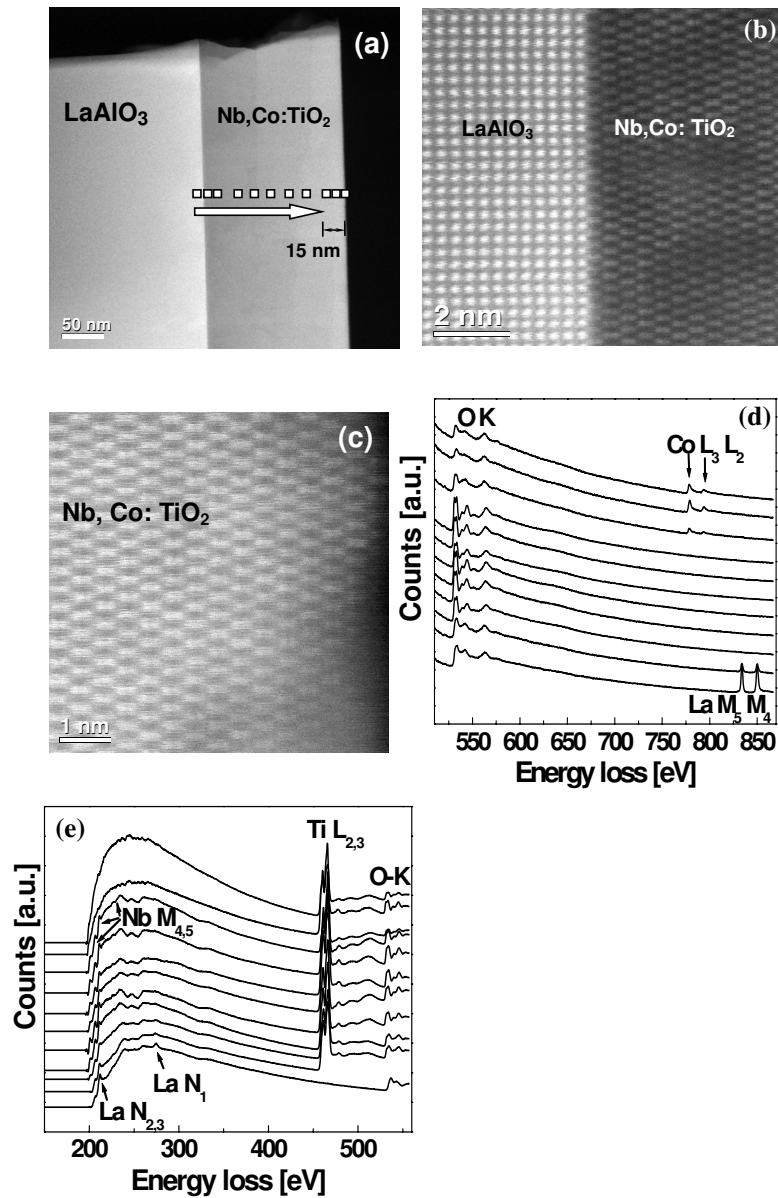 (a)
LaAlO₃
Nb,Co:TiO₂
15 nm
50 nm
(b)
LaAlO₃
Nb,Co: TiO₂
2 nm
(c)
Nb, Co: TiO₂
1 nm
(d)
O K
Co L₃ L₂
La M₅ M₄
Counts [a.u.]
550 600 650 700 750 800 850
Energy loss [eV]
(e)
Ti L₂,₃
O-K
Nb M₄,₅
La N₁
La N₂,₃
Counts [a.u.]
200 300 400 500
Energy loss [eV]